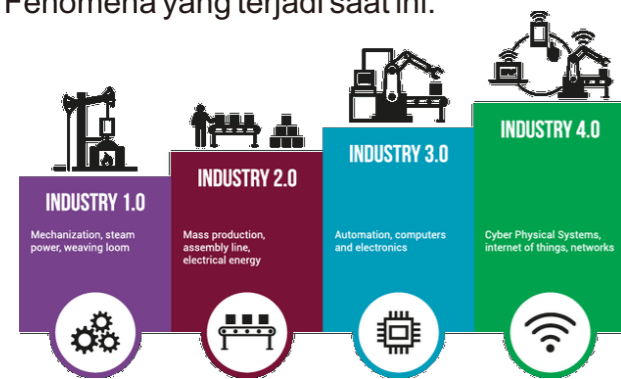 Fenomena yang terjadi saat ini:
INDUSTRY 1.0
Mechanization, steam
power, weaving loom
INDUSTRY 2.0
Mass production,
assembly line,
electrical energy
INDUSTRY 3.0
Automation, computers
and electronics
INDUSTRY 4.0
Cyber Physical Systems,
internet of things, networks